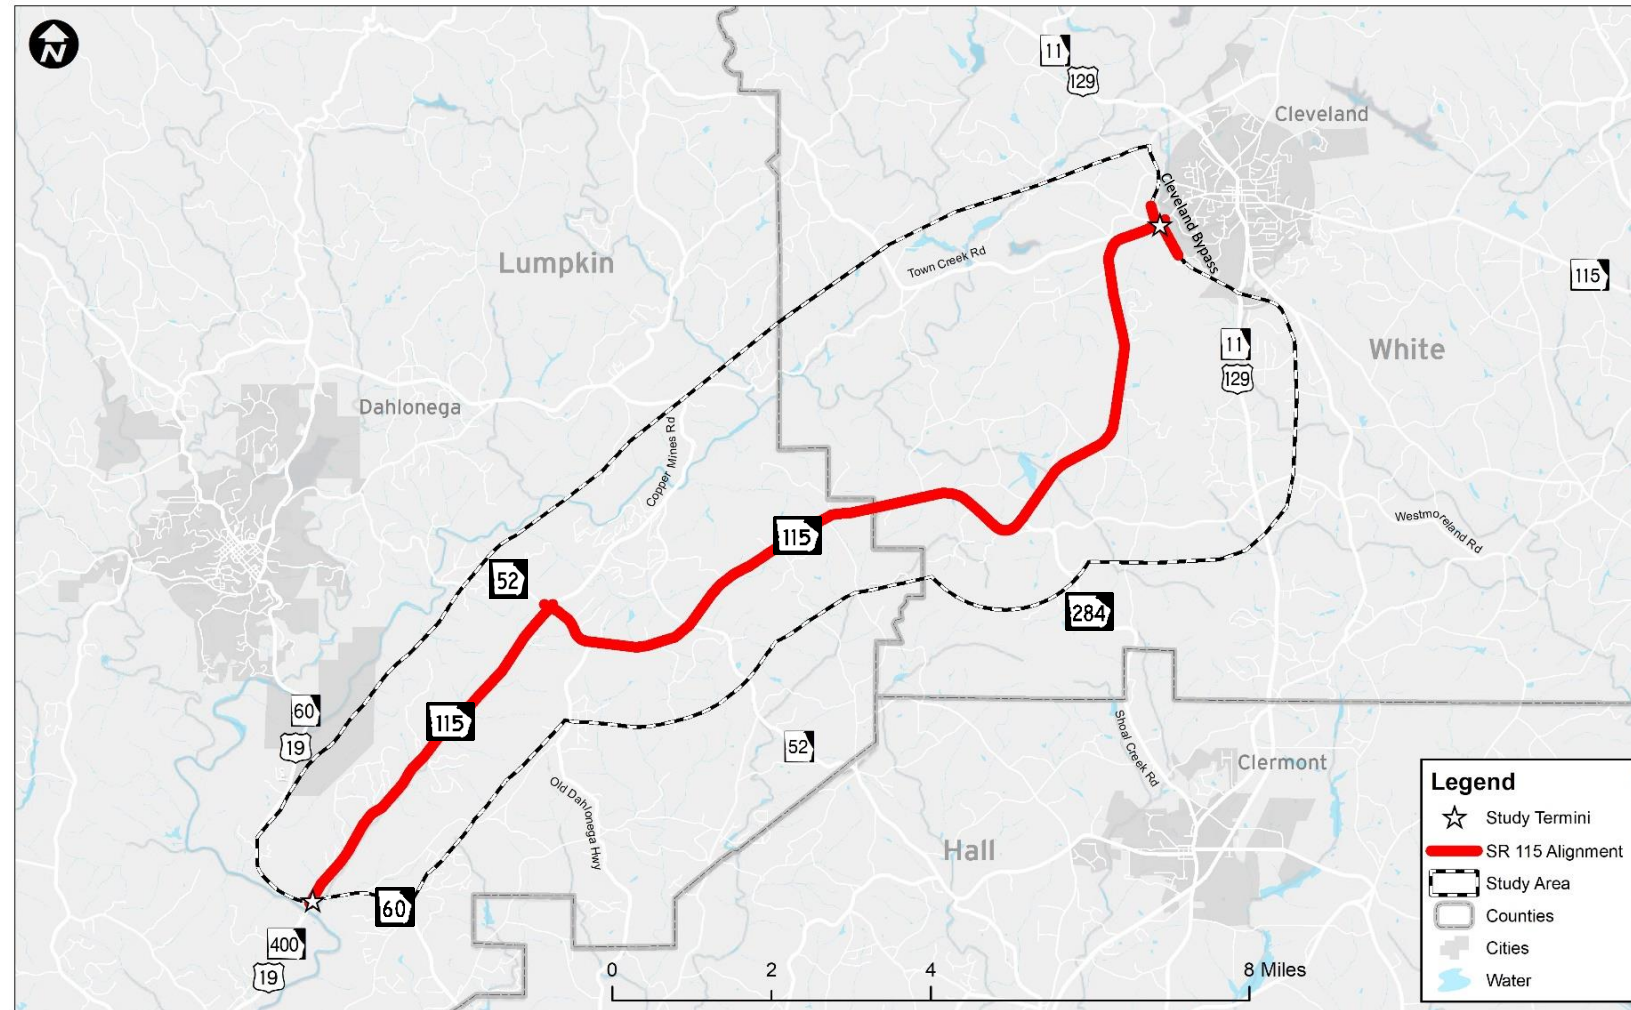 N
11
129
Cleveland
Cleveland Bypass
Lumpkin
Town Creek Rd
115
11
129
White
Dahlonega
Copper Mines Rd
Westmoreland Rd
115
52
284
60
19
115
52
Shoal Creek Rd
Clermont
Old Dahlonega Hwy
Hall
60
400
19
0 2 4 8 Miles
Legend
Study Termini
SR 115 Alignment
Study Area
Counties
Cities
Water